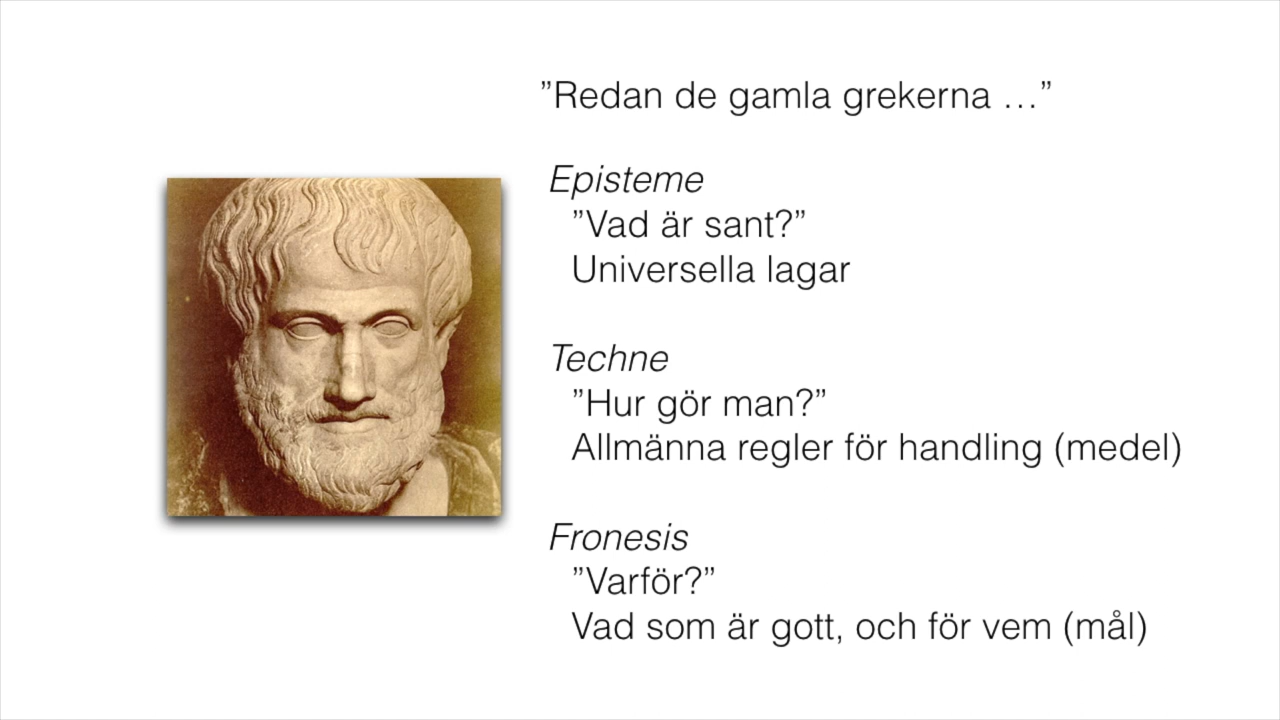 ”Redan de gamla grekerna …”
Episteme
”Vad är sant?”
Universella lagar
Techne
”Hur gör man?”
Allmänna regler för handling (medel)
Fronesis
”Varför?”
Vad som är gott, och för vem (mål)